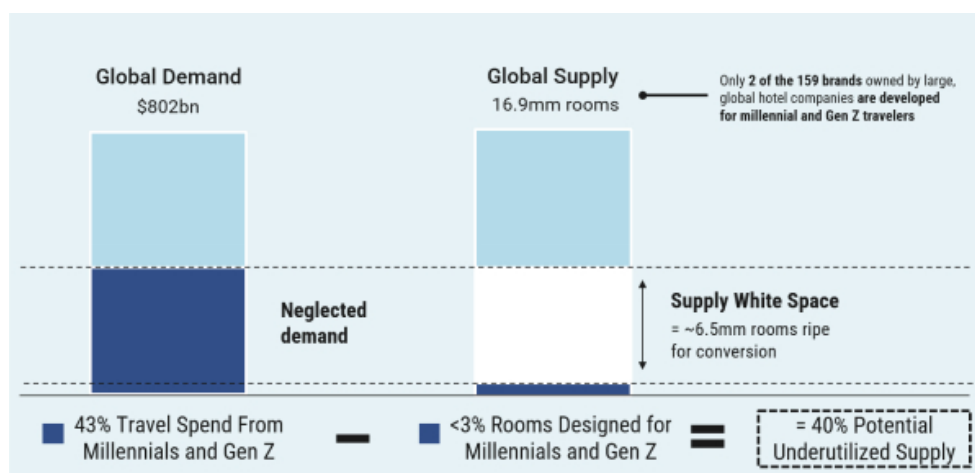 Global Demand
$802bn
Global Supply
16.9mm rooms
Only 2 of the 159 brands owned by large,
global hotel companies are developed
for millennial and Gen Z travelers
Neglected
demand
Supply White Space
= ~6.5mm rooms ripe
for conversion
43% Travel Spend From
Millennials and Gen Z
<3% Rooms Designed for
Millennials and Gen Z
= 40% Potential
Underutilized Supply